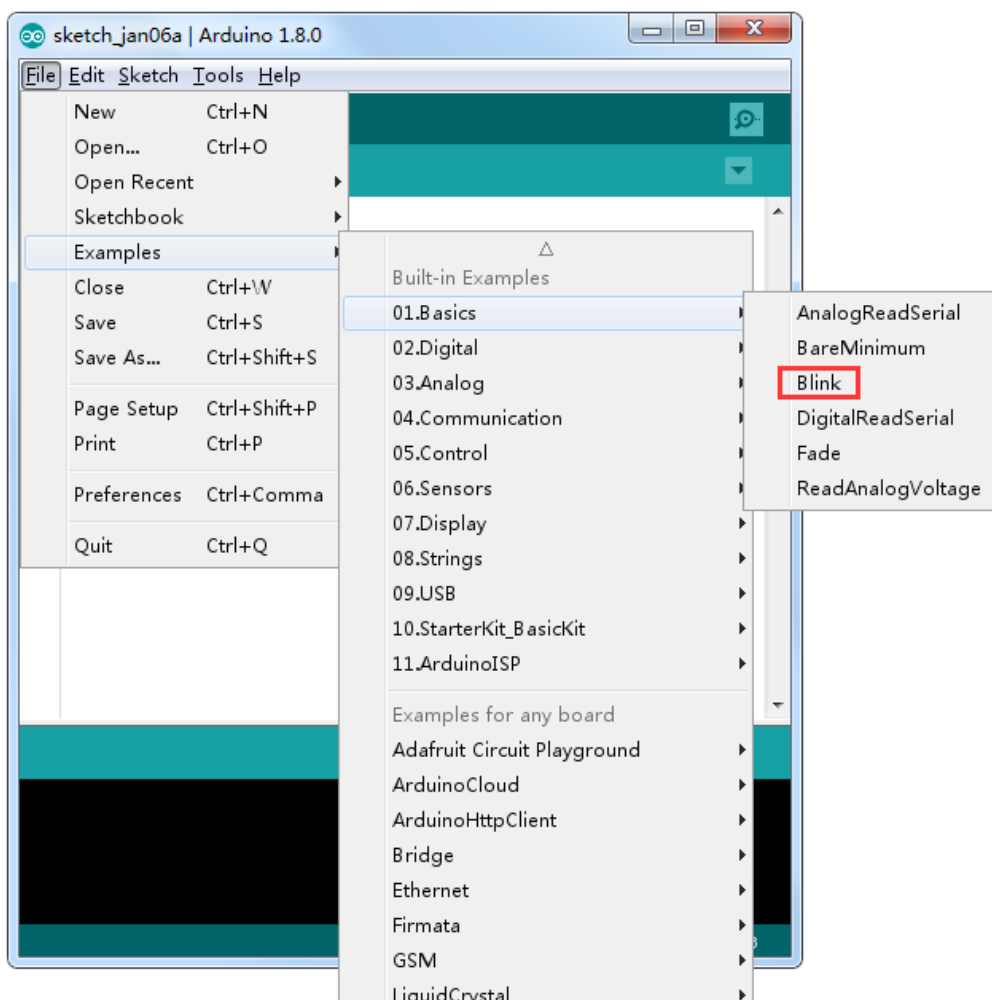 sketch_jan06a | Arduino 1.8.0
File Edit Sketch Tools Help
New Ctrl+N
Open... Ctrl+O
Open Recent
Sketchbook
Examples
Close Ctrl+W
Save Ctrl+S
Save As... Ctrl+Shift+S
Page Setup Ctrl+Shift+P
Print Ctrl+P
Preferences Ctrl+Comma
Quit Ctrl+Q
Built-in Examples
01.Basics
02.Digital
03.Analog
04.Communication
05.Control
06.Sensors
07.Display
08.Strings
09.USB
10.StarterKit_BasicKit
11.ArduinoISP
Examples for any board
Adafruit Circuit Playground
ArduinoCloud
ArduinoHttpClient
Bridge
Ethernet
Firmata
GSM
LiquidCrystal
AnalogReadSerial
BareMinimum
Blink
DigitalReadSerial
Fade
ReadAnalogVoltage